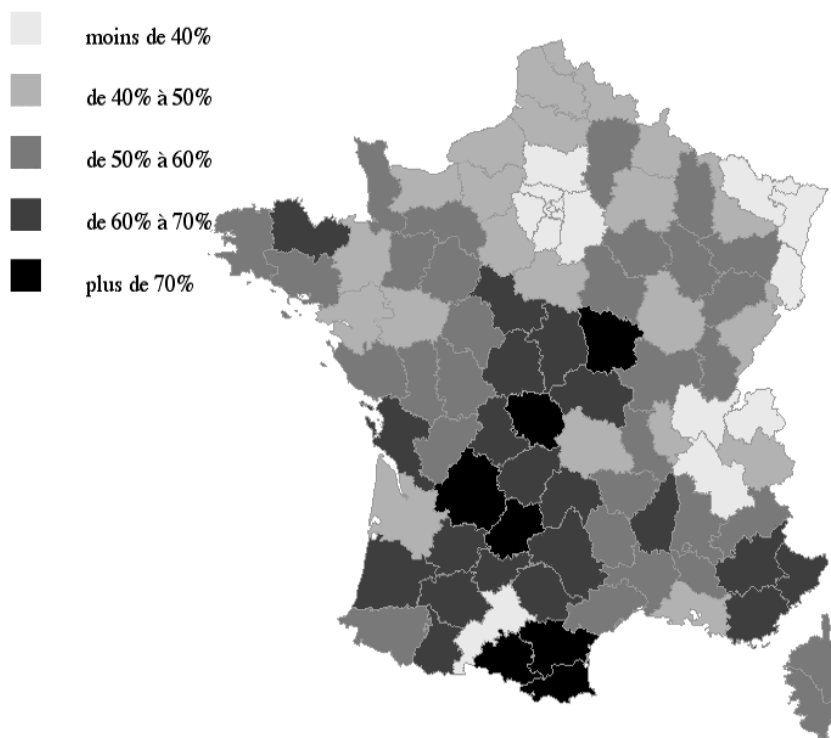 moins de 40%
de 40% à 50%
de 50% à 60%
de 60% à 70%
plus de 70%